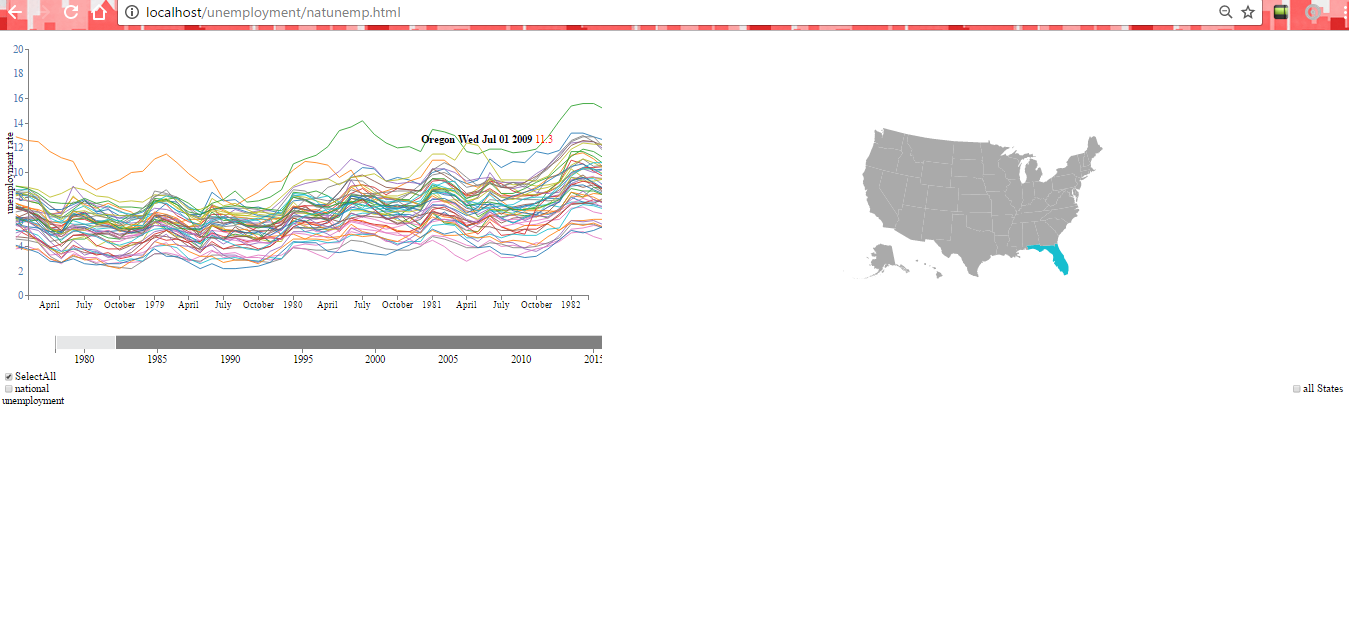 localhost/unemployment/natunemp.html
20
18
16
14
12
10
8
6
4
2
0
unemployment rate
Oregon Wed Jul 01 2009 11.3
April July October 1979 April July October 1980 April July October 1981 April July October 1982
1980 1985 1990 1995 2000 2005 2010 2015
SelectAll
national unemployment
all States